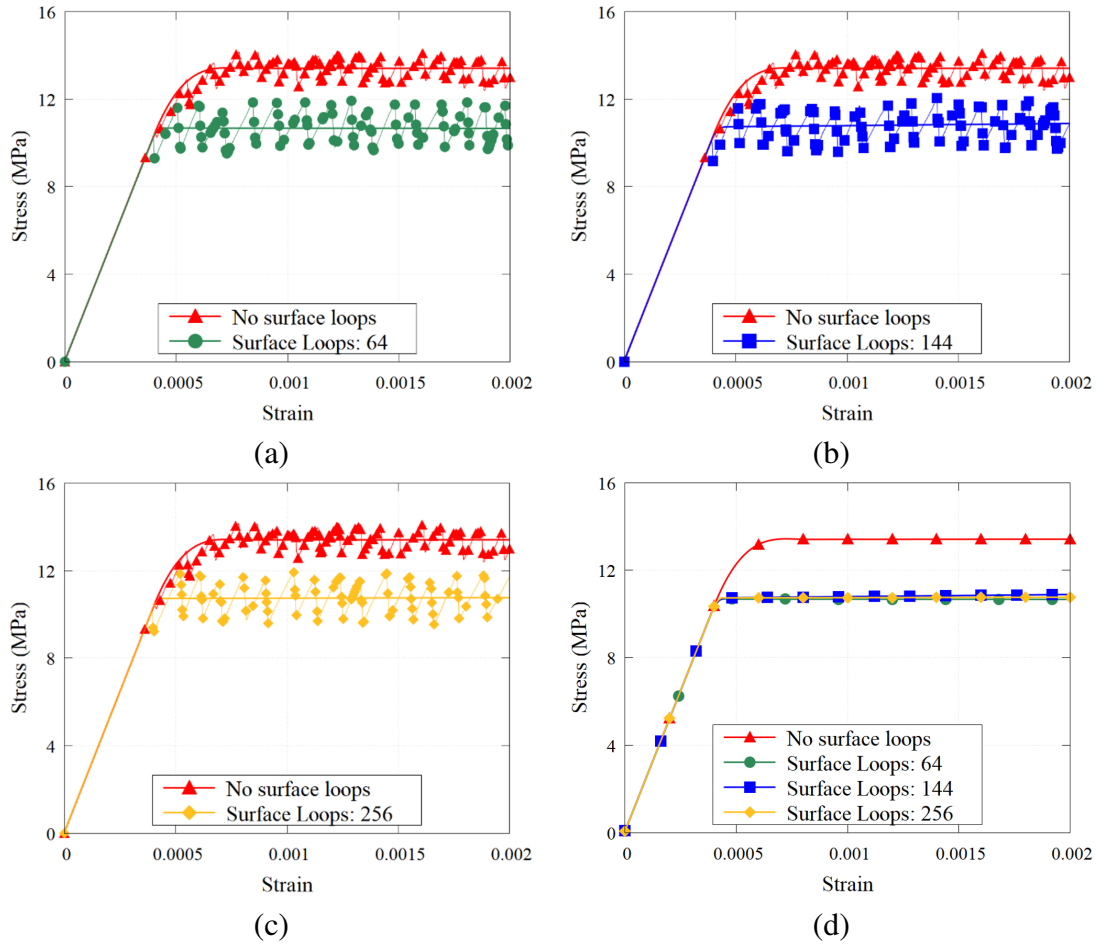 16
12
8
4
0
Stress (MPa)
No surface loops
Surface Loops: 64
0 0.0005 0.001 0.0015 0.002
Strain
(a)
16
12
8
4
0
Stress (MPa)
No surface loops
Surface Loops: 144
0 0.0005 0.001 0.0015 0.002
Strain
(b)
16
12
8
4
0
Stress (MPa)
No surface loops
Surface Loops: 256
0 0.0005 0.001 0.0015 0.002
Strain
(c)
16
12
8
4
0
Stress (MPa)
No surface loops
Surface Loops: 64
Surface Loops: 144
Surface Loops: 256
0 0.0005 0.001 0.0015 0.002
Strain
(d)